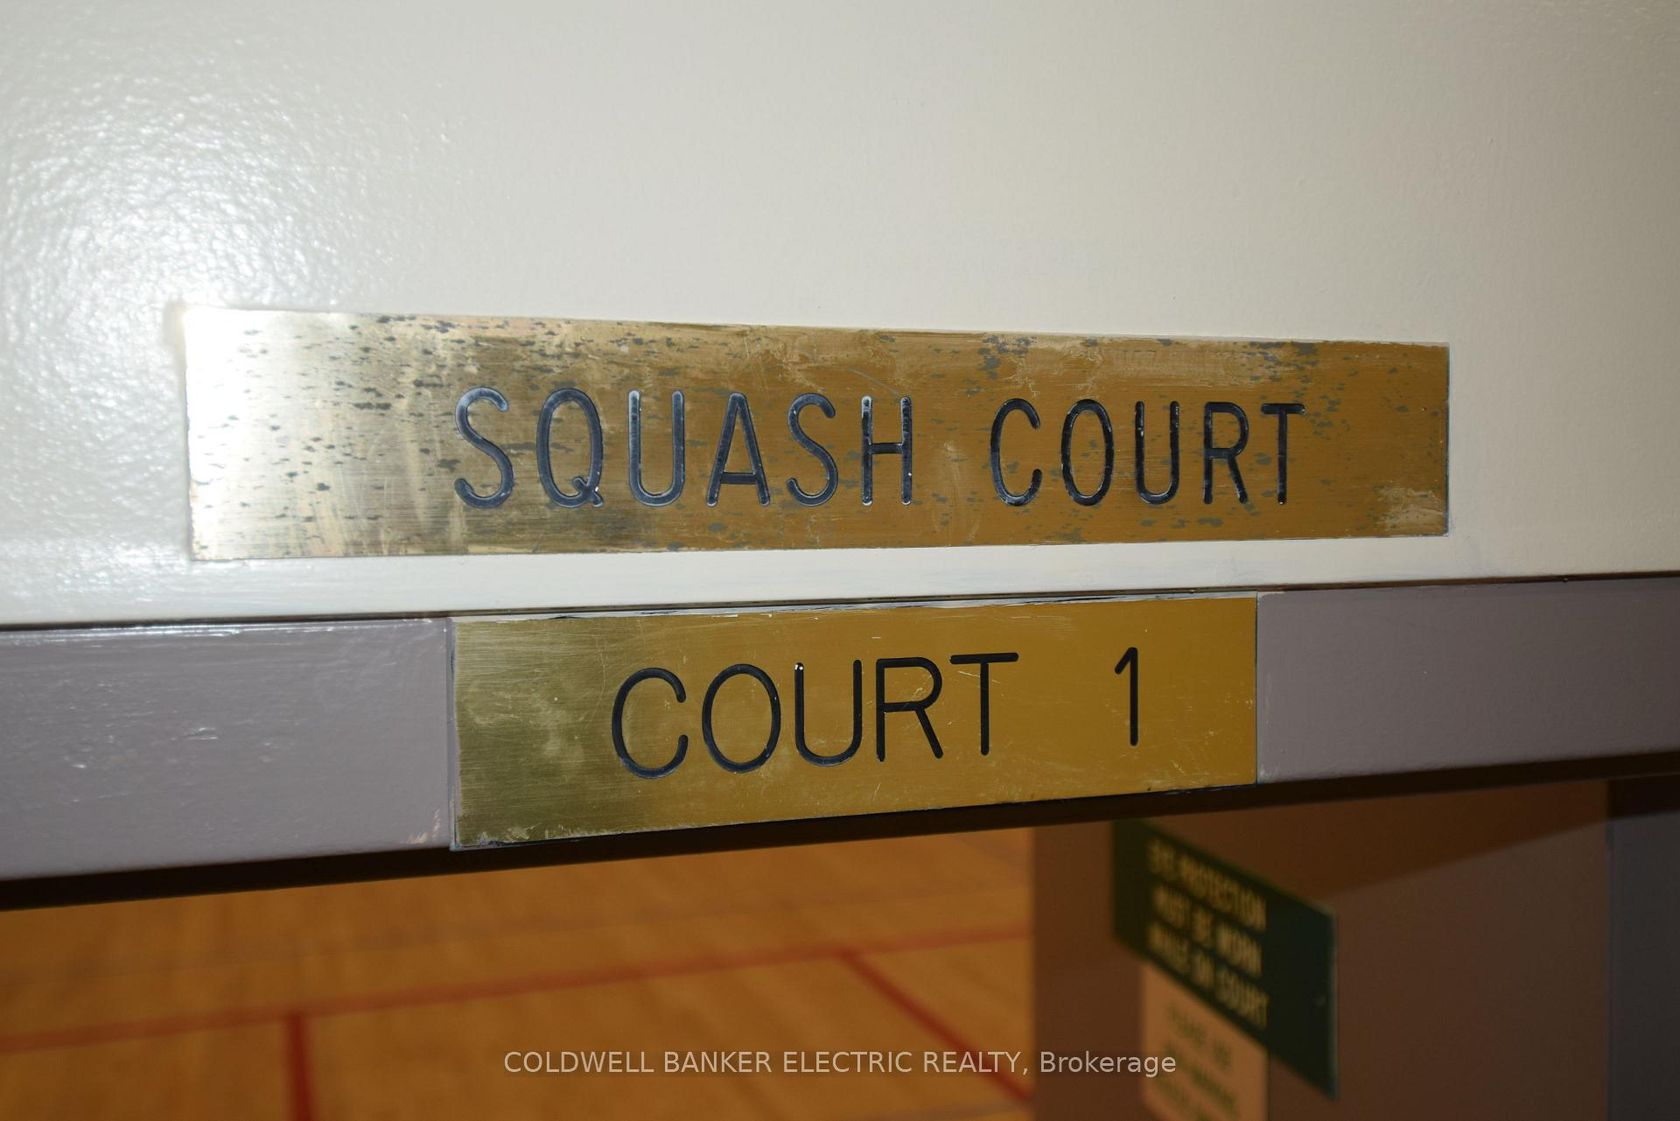 SQUASH COURT
COURT 1
EYE PROTECTION
MUST BE WORN
WHILE ON COURT
COLDWELL BANKER ELECTRIC REALTY, Brokerage